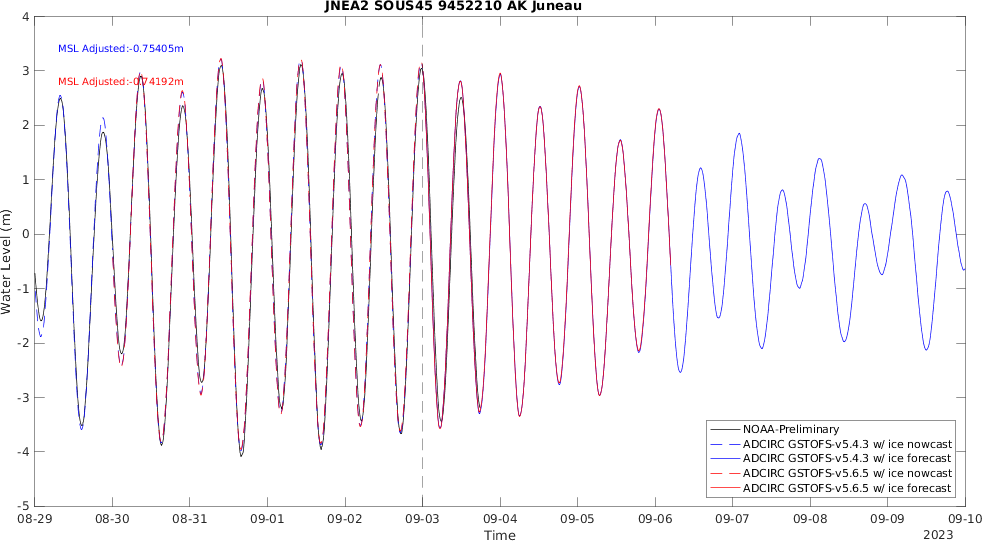 JNEA2 SOUS45 9452210 AK Juneau
MSL Adjusted:-0.75405m
MSL Adjusted:-0.74192m
4
3
2
1
0
-1
-2
-3
-4
-5
Water Level (m)
NOAA-Preliminary
ADCIRC GSTOFS-v5.4.3 w/ ice nowcast
ADCIRC GSTOFS-v5.4.3 w/ ice forecast
ADCIRC GSTOFS-v5.6.5 w/ ice nowcast
ADCIRC GSTOFS-v5.6.5 w/ ice forecast
08-29 08-30 08-31 09-01 09-02 09-03 09-04 09-05 09-06 09-07 09-08 09-09 09-10
Time
2023